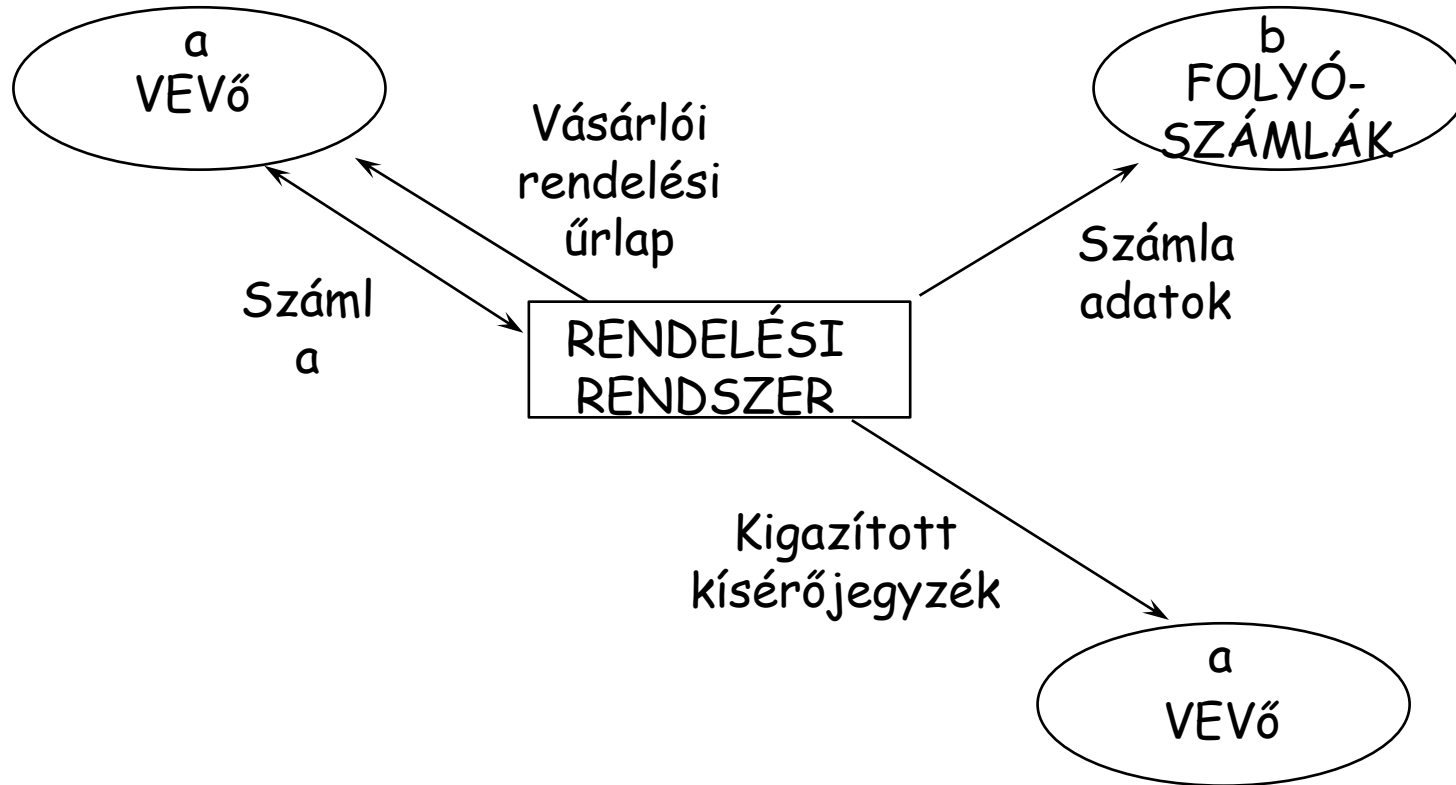 a
VEVő
b
FOLYÓ-
SZÁMLÁK
Vásárlói
rendelési
űrlap
Számla
adatok
Száml
a
RENDELÉSI
RENDSZER
Kigazított
kísérőjegyzék
a
VEVő